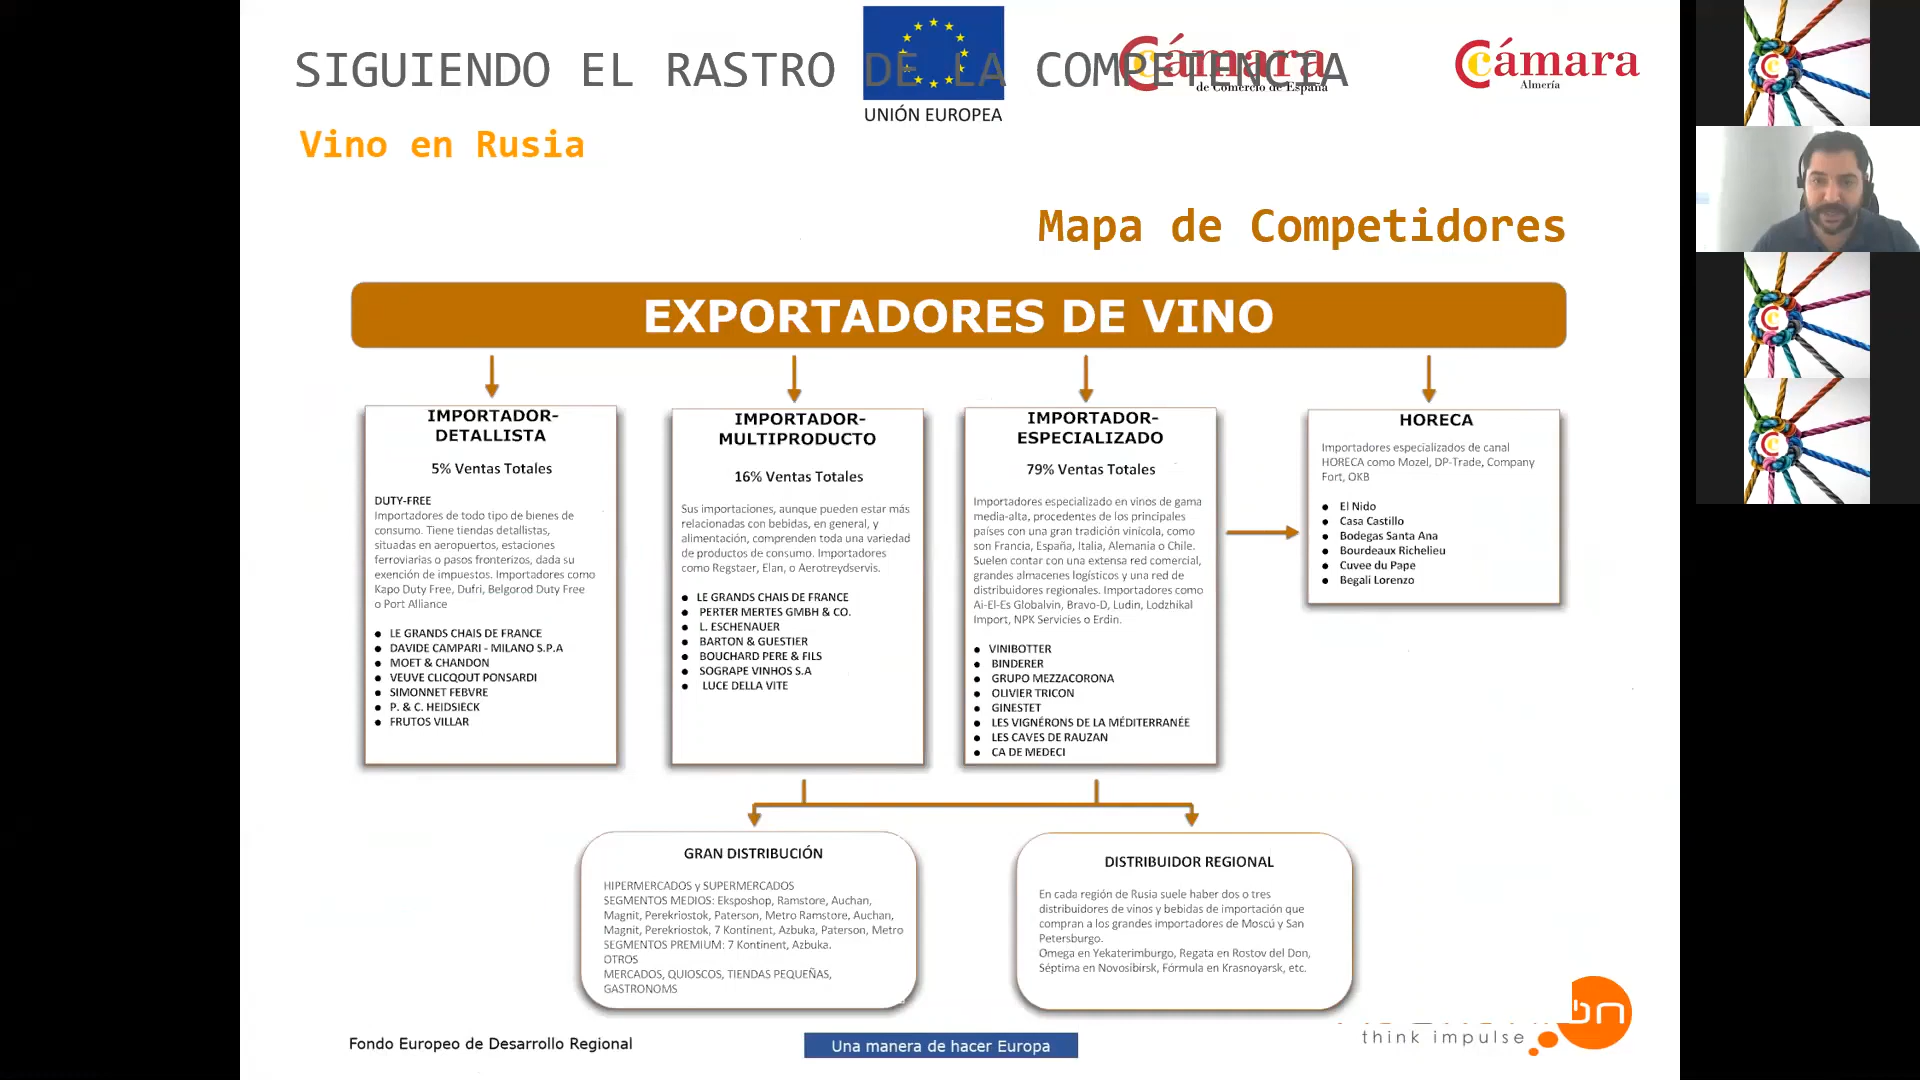 SIGUIENDO EL RASTRO DE LA COMPETENCIA
UNIÓN EUROPEA
Cámara
de Comercio de España
Cámara
Almería
Vino en Rusia
Mapa de Competidores
EXPORTADORES DE VINO
IMPORTADOR-
DETALLISTA
5% Ventas Totales
DUTY-FREE
Importadores de todo tipo de bienes de
consumo. Tiene tiendas detallistas,
situadas en aeropuertos, estaciones
ferroviarias o pasos fronterizos, dada su
exención de impuestos. Importadores como
Kapo Duty Free, Dufri, Belgorod Duty Free
o Port Alliance
● LE GRANDS CHAIS DE FRANCE
● DAVIDE CAMPARI - MILANO S.P.A
● MOET & CHANDON
● VEUVE CLICQOUT PONSARDI
● SIMONNET FEBVRE
● P. & C. HEIDSIECK
● FRUTOS VILLAR
IMPORTADOR-
MULTIPRODUCTO
16% Ventas Totales
Sus importaciones, aunque pueden estar más
relacionadas con bebidas, en general, y
alimentación, comprenden toda una variedad
de productos de consumo. Importadores
como Regstaer, Elan, o Aerotreydservis.
● LE GRANDS CHAIS DE FRANCE
● PERTER MERTES GMBH & CO.
● L. ESCHENAUER
● BARTON & GUESTIER
● BOUCHARD PERE & FILS
● SOGRAPE VINHOS S.A
● LUCE DELLA VITE
IMPORTADOR-
ESPECIALIZADO
79% Ventas Totales
Importadores especializado en vinos de gama
media-alta, procedentes de los principales
países con una gran tradición vinícola, como
son Francia, España, Italia, Alemania o Chile.
Suelen contar con una extensa red comercial,
grandes almacenes logísticos y una red de
distribuidores regionales. Importadores como
Ai-El-Es Globalvin, Bravo-D, Ludin, Lodzhikal
Import, NPK Servicies o Erdin.
● VINIBOTTER
● BINDERER
● GRUPO MEZZACORONA
● OLIVIER TRICON
● GINESTET
● LES VIGNÉRONS DE LA MÉDITERRANÉE
● LES CAVES DE RAUZAN
● CA DE MEDECI
HORECA
Importadores especializados de canal
HORECA como Mozel, DP-Trade, Company
Fort, OKB
● El Nido
● Casa Castillo
● Bodegas Santa Ana
● Bourdeaux Richelieu
● Cuvee du Pape
● Begali Lorenzo
GRAN DISTRIBUCIÓN
HIPERMERCADOS y SUPERMERCADOS
SEGMENTOS MEDIOS: Eksposhop, Ramstore, Auchan,
Magnit, Perekriostok, Paterson, Metro Ramstore, Auchan,
Magnit, Perekriostok, 7 Kontinent, Azbuka, Paterson, Metro
SEGMENTOS PREMIUM: 7 Kontinent, Azbuka.
OTROS
MERCADOS, QUIOSCOS, TIENDAS PEQUEÑAS,
GASTRONOMS
DISTRIBUIDOR REGIONAL
En cada región de Rusia suele haber dos o tres
distribuidores de vinos y bebidas de importación que
compran a los grandes importadores de Moscú y San
Petersburgo.
Omega en Yekaterimburgo, Regata en Rostov del Don,
Séptima en Novosibirsk, Fórmula en Krasnoyarsk, etc.
Fondo Europeo de Desarrollo Regional
Una manera de hacer Europa
bn
think impulse